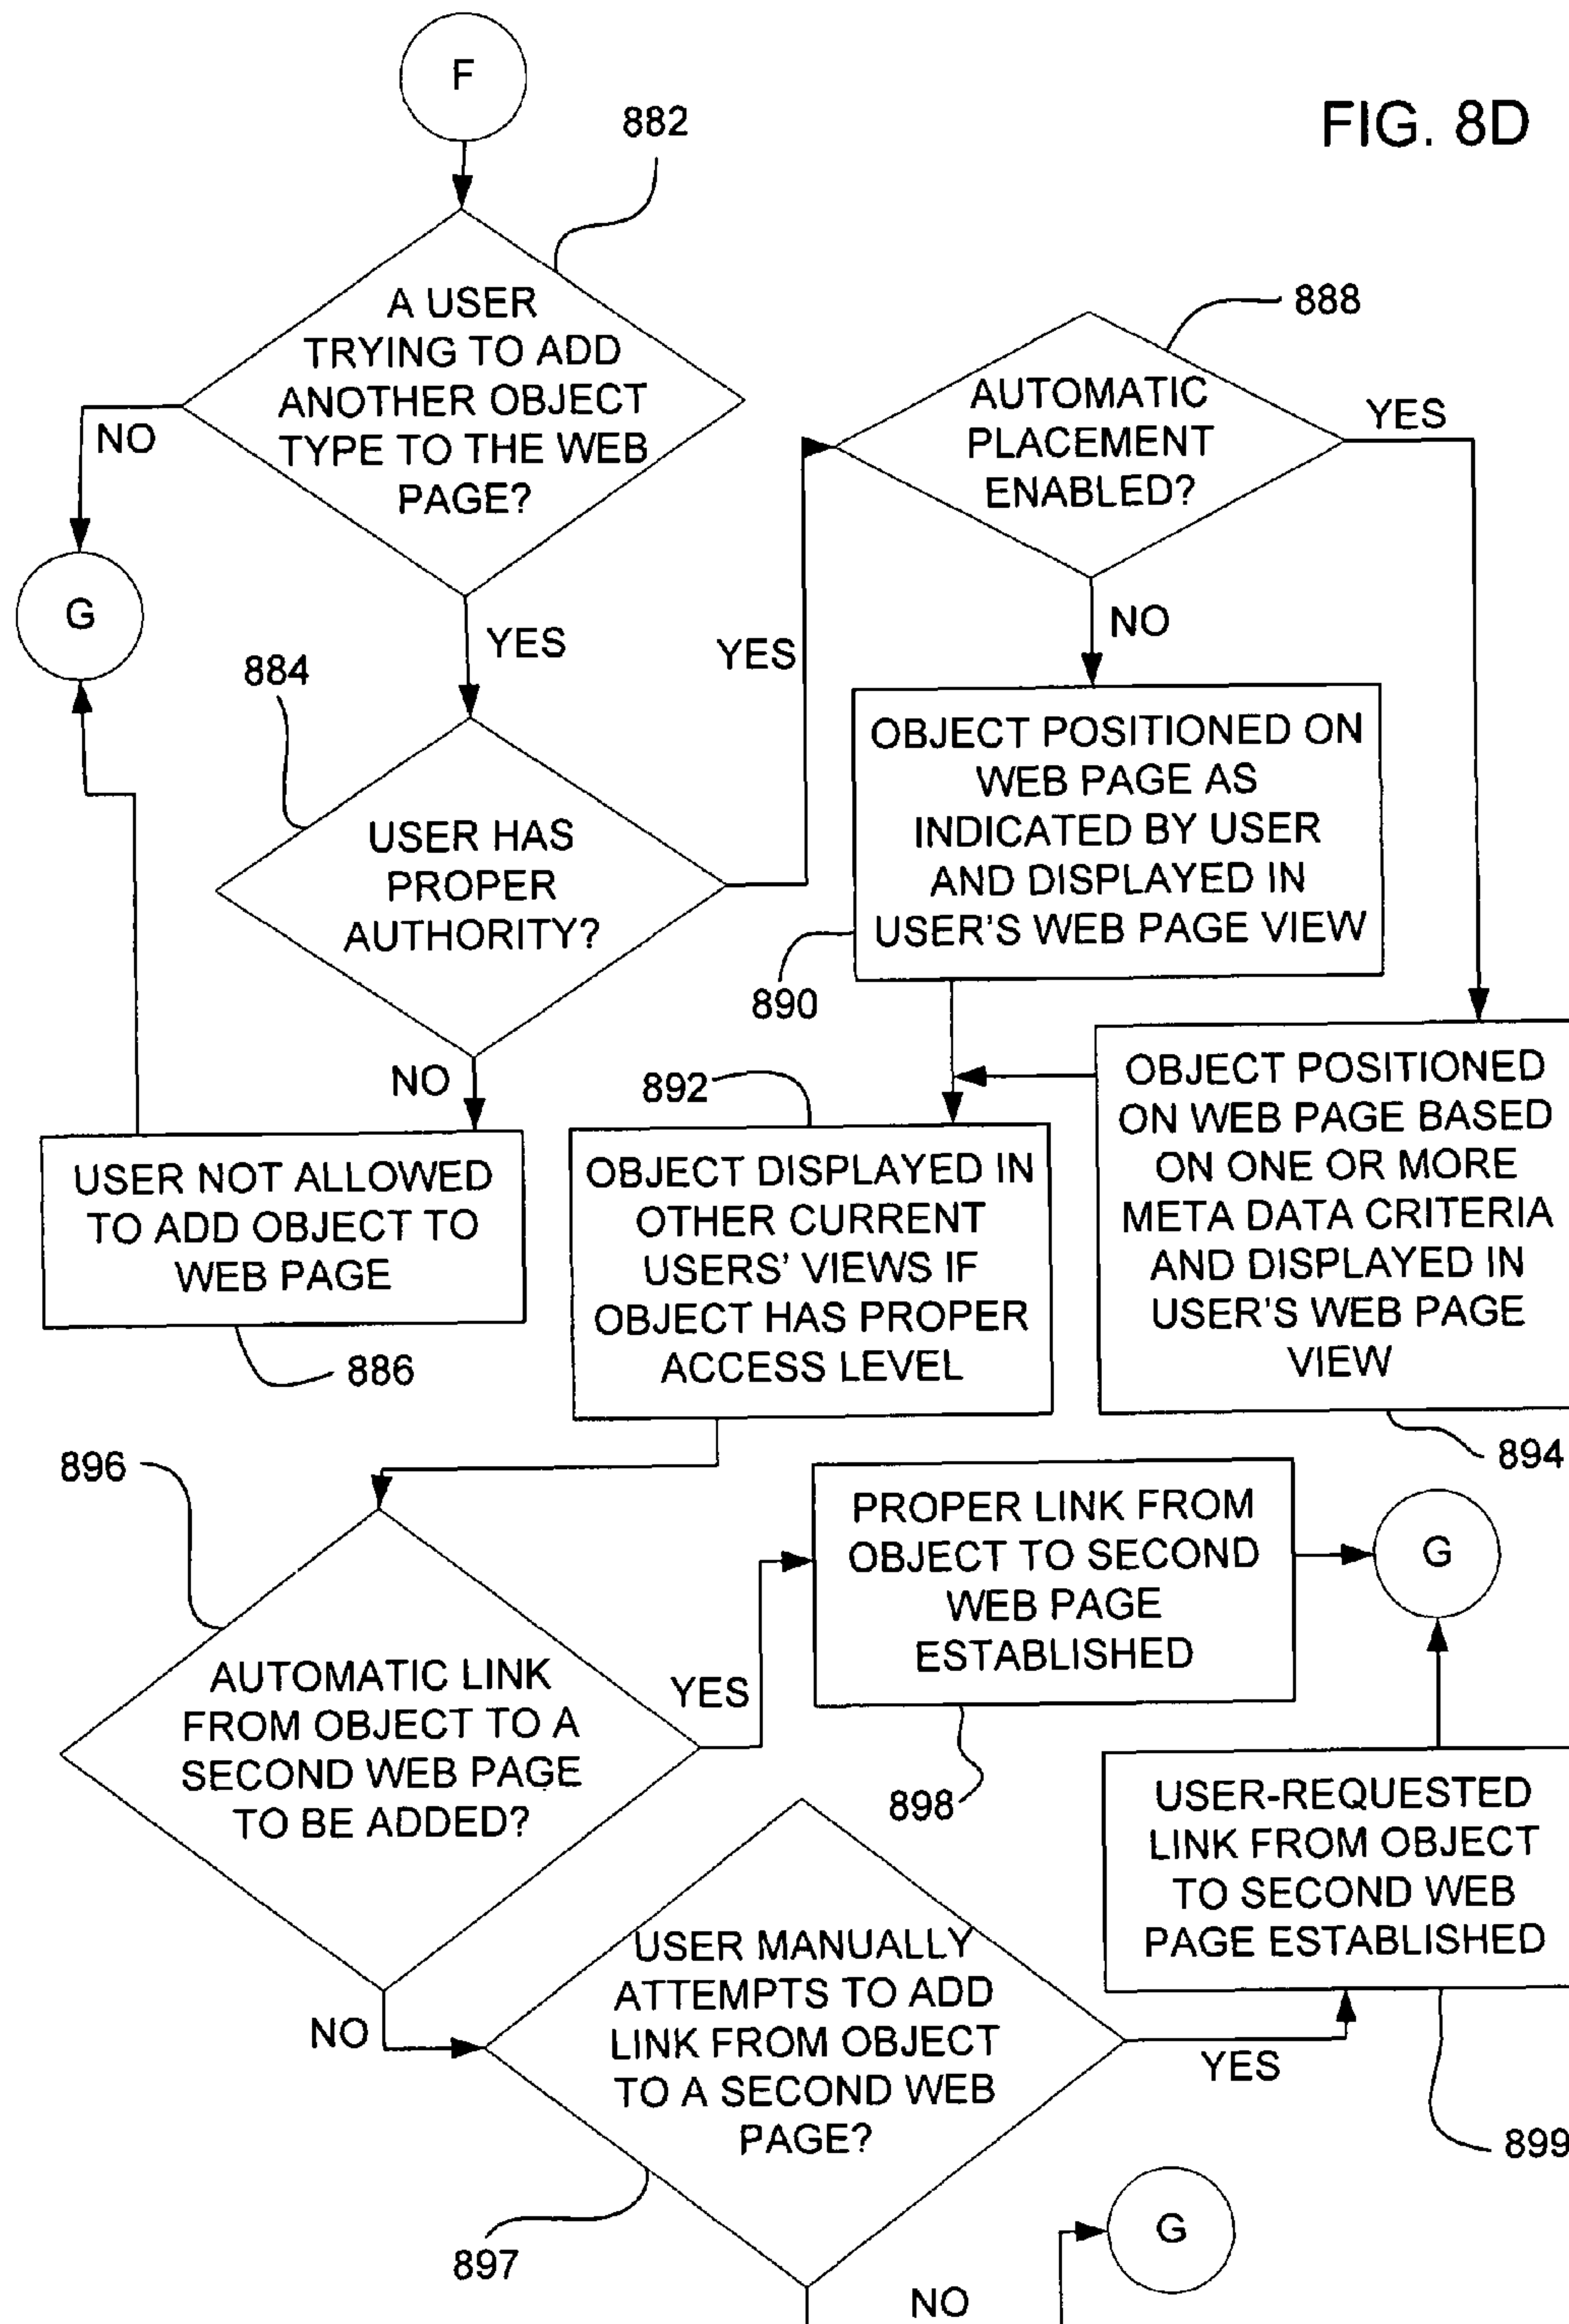 F
FIG. 8D
882
A USER
TRYING TO ADD
ANOTHER OBJECT
TYPE TO THE WEB
PAGE?
NO
G
YES
888
AUTOMATIC
PLACEMENT
ENABLED?
YES
NO
884
USER HAS
PROPER
AUTHORITY?
YES
NO
OBJECT POSITIONED ON
WEB PAGE AS
INDICATED BY USER
AND DISPLAYED IN
USER'S WEB PAGE VIEW
890
USER NOT ALLOWED
TO ADD OBJECT TO
WEB PAGE
886
892
OBJECT DISPLAYED IN
OTHER CURRENT
USERS' VIEWS IF
OBJECT HAS PROPER
ACCESS LEVEL
OBJECT POSITIONED
ON WEB PAGE BASED
ON ONE OR MORE
META DATA CRITERIA
AND DISPLAYED IN
USER'S WEB PAGE
VIEW
894
896
AUTOMATIC LINK
FROM OBJECT TO A
SECOND WEB PAGE
TO BE ADDED?
YES
PROPER LINK FROM
OBJECT TO SECOND
WEB PAGE
ESTABLISHED
898
G
NO
USER MANUALLY
ATTEMPTS TO ADD
LINK FROM OBJECT
TO A SECOND WEB
PAGE?
897
YES
USER-REQUESTED
LINK FROM OBJECT
TO SECOND WEB
PAGE ESTABLISHED
899
NO
G